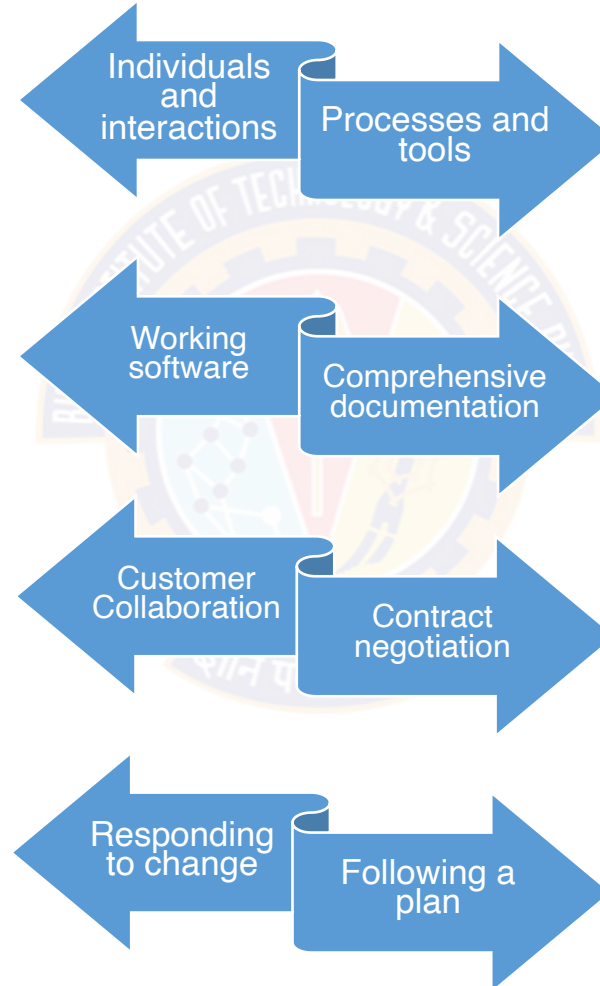 Individuals
and
interactions
Processes and
tools
Working
software
Comprehensive
documentation
Customer
Collaboration
Contract
negotiation
Responding
to change
Following a
plan